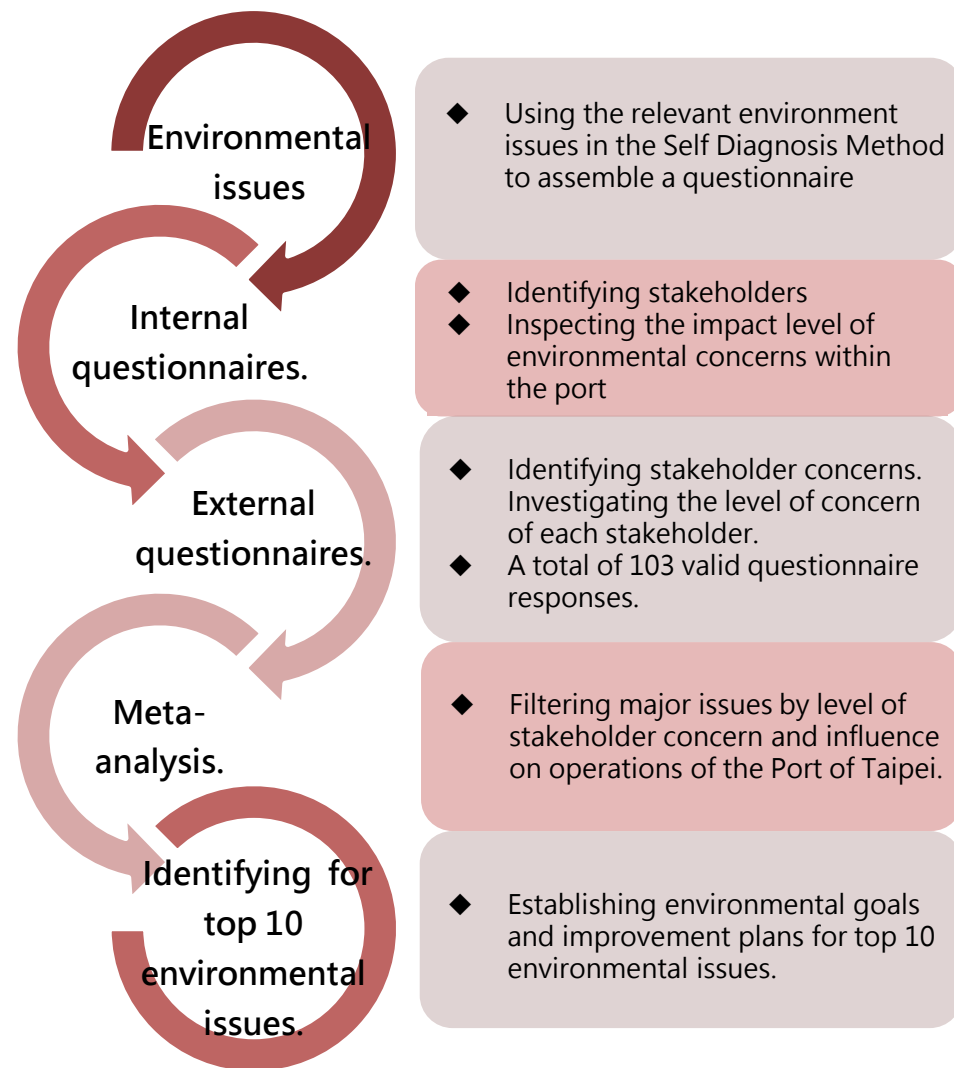 Environmental
issues
◆ Using the relevant environment
issues in the Self Diagnosis Method
to assemble a questionnaire
Internal
questionnaires.
◆ Identifying stakeholders
◆ Inspecting the impact level of
environmental concerns within
the port
External
questionnaires.
◆ Identifying stakeholder concerns.
Investigating the level of concern
of each stakeholder.
◆ A total of 103 valid questionnaire
responses.
Meta-
analysis.
◆ Filtering major issues by level of
stakeholder concern and influence
on operations of the Port of Taipei.
Identifying for
top 10
environmental
issues.
◆ Establishing environmental goals
and improvement plans for top 10
environmental issues.